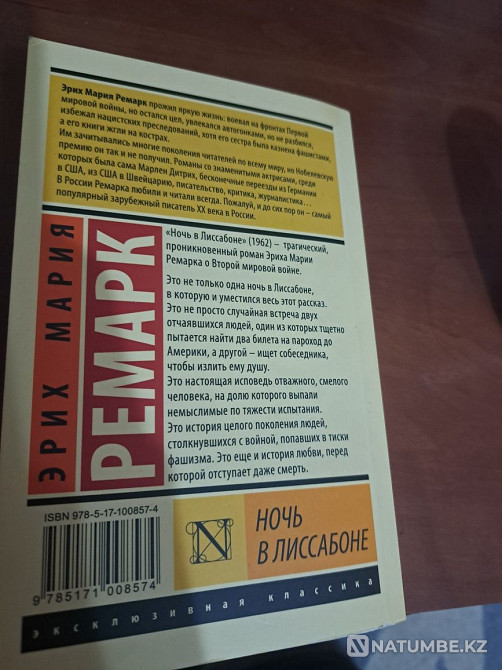 Эрих Мария Ремарк прожил яркую жизнь: воевал на фронтах Первой
мировой войны, но остался цел, увлекался автогонками, но не разбился,
избежал нацистских преследований, хотя его сестра была казнена фашистами,
а его книги жгли на кострах.
Им зачитывались многие поколения читателей по всему миру, но Нобелевскую
премию он так и не получил. Романы со знаменитыми актрисами, среди
которых была сама Марлен Дитрих, бесконечные переезды из Германии
в США, из США в Швейцарию, писательство, критика, журналистика...
В России Ремарка любили и читали всегда. Пожалуй, и до сих пор он – самый
популярный зарубежный писатель XX века в России.
ЭРИХ МАРИЯ
РЕМАРК
«Ночь в Лиссабоне» (1962) – трагический,
проникновенный роман Эриха Марии
Ремарка о Второй мировой войне.
Это не только одна ночь в Лиссабоне,
в которую и уместился весь этот рассказ.
Это не просто случайная встреча двух
отчаявшихся людей, один из которых тщетно
пытается найти два билета на пароход до
Америки, а другой – ищет собеседника,
чтобы излить ему душу.
Это настоящая исповедь отважного, смелого
человека, на долю которого выпали
немыслимые по тяжести испытания.
Это история целого поколения людей,
столкнувшихся с войной, попавших в тиски
фашизма. Это еще и история любви, перед
которой отступает даже смерть.
ISBN 978-5-17-100857-4
9 785171 008574
N
НОЧЬ
В ЛИССАБОНЕ
эксклюзивная классика
NATUMBE.KZ